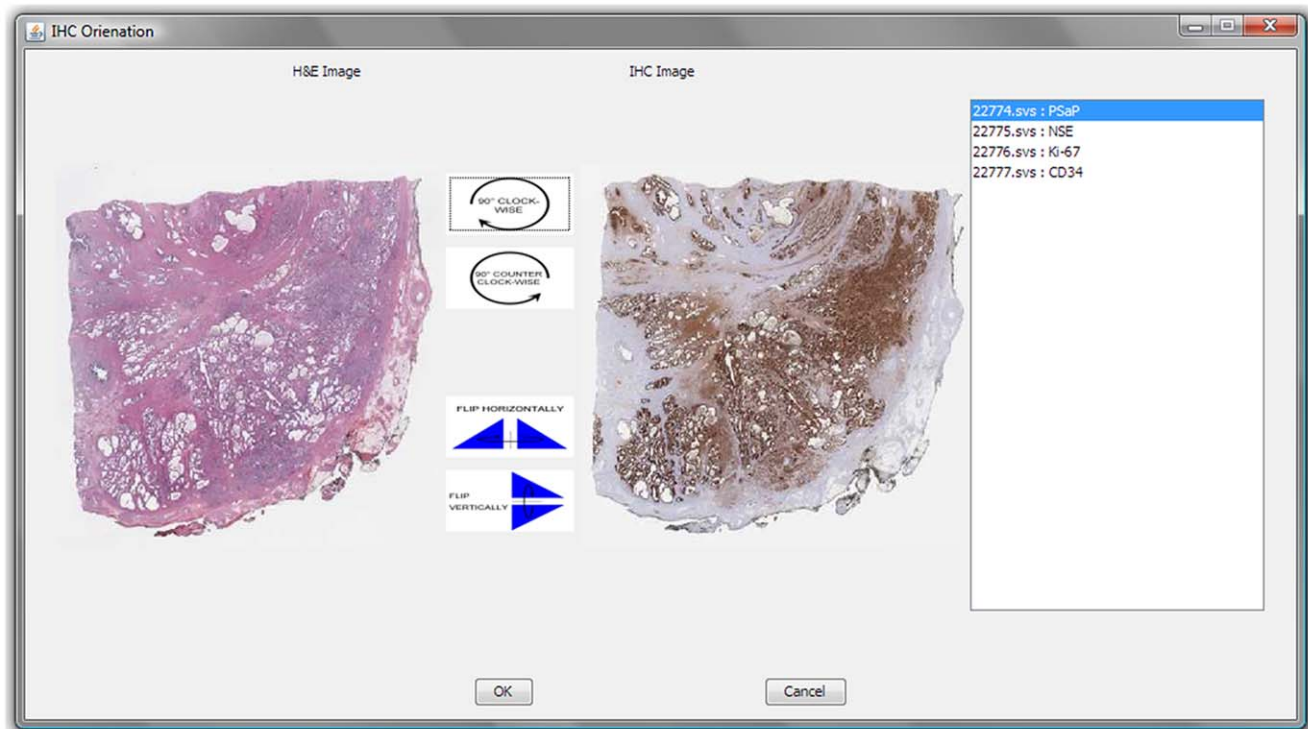 IHC Orienation
H&E Image
IHC Image
90° CLOCK-
WISE
90° COUNTER
CLOCK-WISE
FLIP HORIZONTALLY
FLIP
VERTICALLY
22774.svs : PSaP
22775.svs : NSE
22776.svs : Ki-67
22777.svs : CD34
OK
Cancel